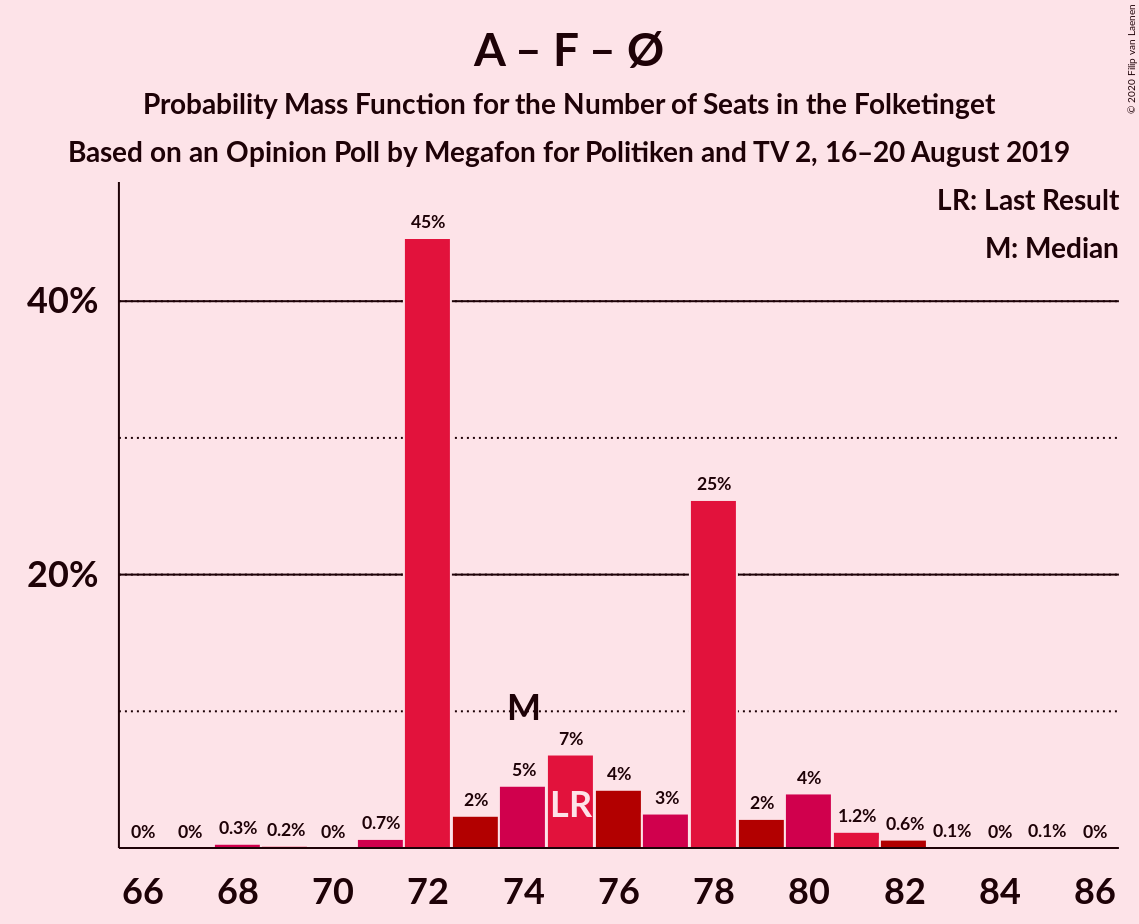 A – F – Ø
Probability Mass Function for the Number of Seats in the Folketinget
Based on an Opinion Poll by Megafon for Politiken and TV 2, 16–20 August 2019
© 2020 Filip van Laenen
LR: Last Result
M: Median
40%
20%
0% 0% 0.3% 0.2% 0% 0.7% 45% 2% 5% 7% 4% 3% 25% 2% 4% 1.2% 0.6% 0.1% 0% 0.1% 0%
M
LR
66 68 70 72 74 76 78 80 82 84 86